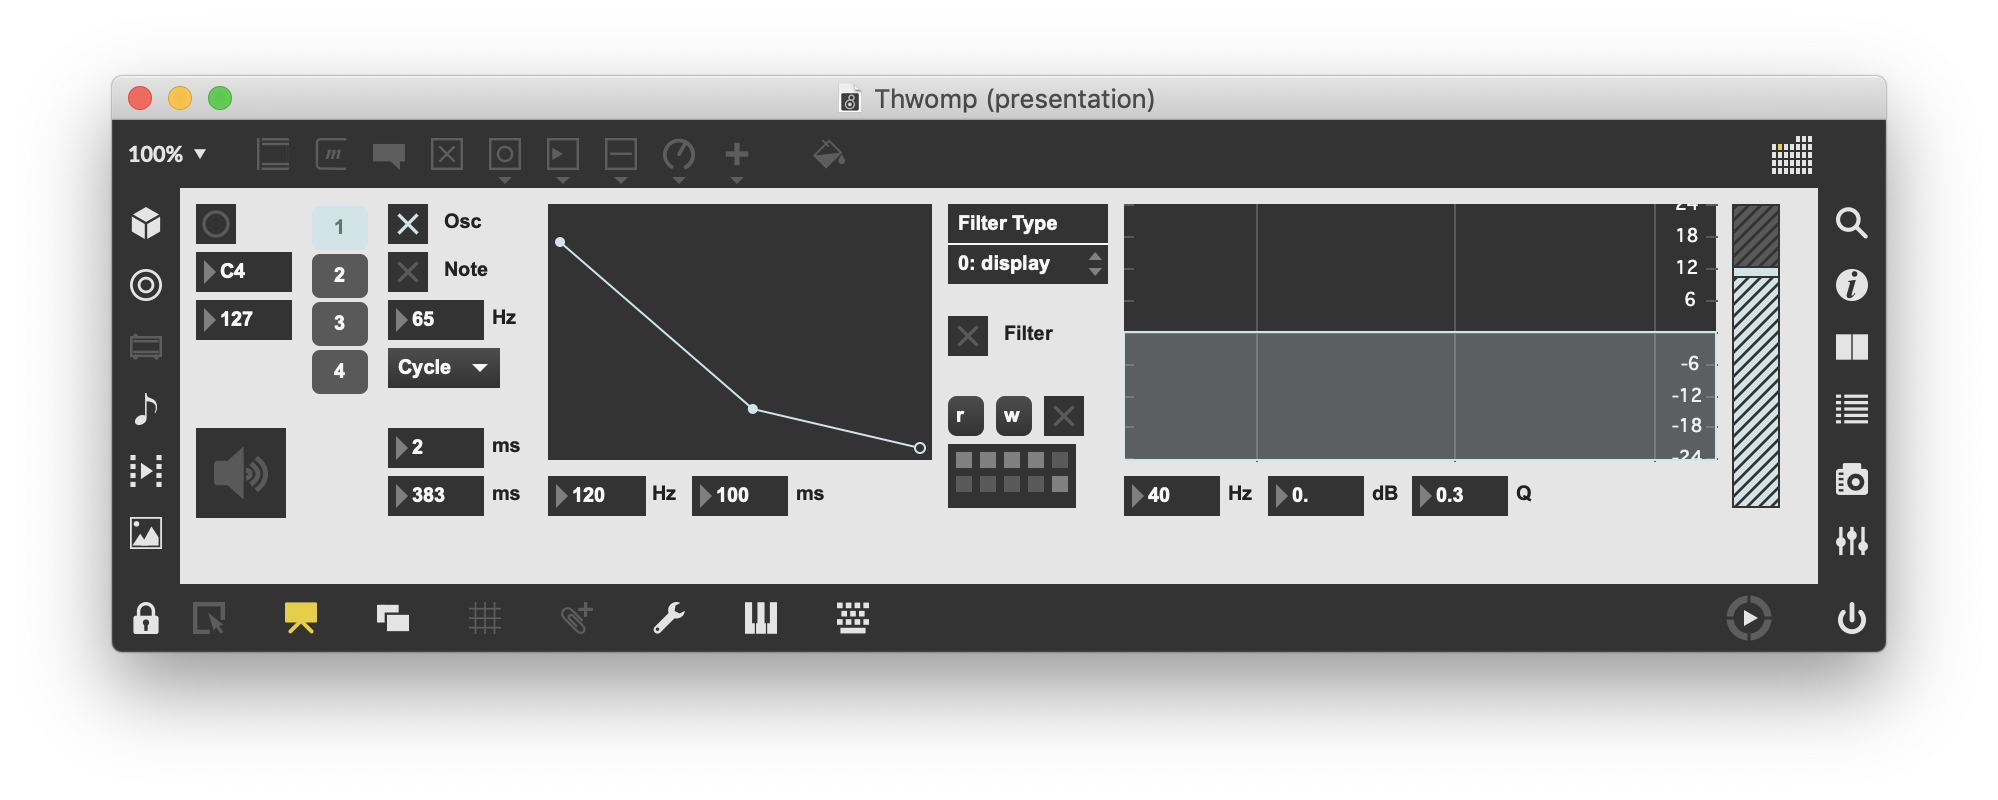 Thwomp (presentation)
100%
m
C4
127
1
2
3
4
Osc
Note
65 Hz
Cycle
2 ms
383 ms
120 Hz 100 ms
Filter Type
0: display
Filter
r w
24
18
12
6
-6
-12
-18
-24
40 Hz 0. dB 0.3 Q
i